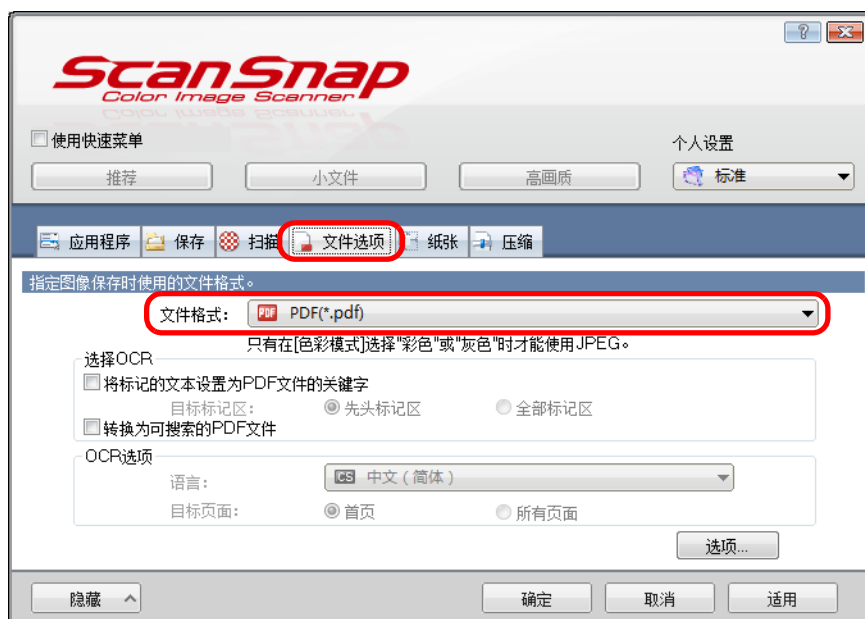 ScanSnap
Color Image Scanner
使用快速菜单
个人设置
推荐 小文件 高画质 标准
应用程序 保存 扫描 文件选项 纸张 压缩
指定图像保存时使用的文件格式。
文件格式： PDF PDF(*.pdf)
只有在[色彩模式]选择"彩色"或"灰色"时才能使用JPEG。
选择OCR
将标记的文本设置为PDF文件的关键字
目标标记区： 先头标记区 全部标记区
转换为可搜索的PDF文件
OCR选项
语言： CS 中文（简体）
目标页面： 首页 所有页面
选项...
隐藏 确定 取消 适用